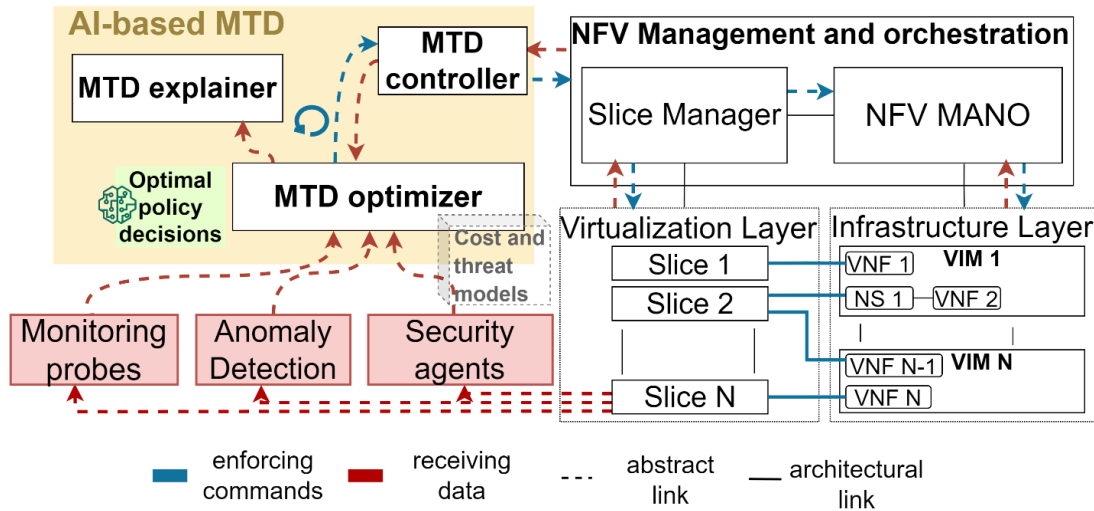 AI-based MTD
MTD explainer
MTD
controller
MTD optimizer
Optimal
policy
decisions
Cost and
threat
models
Monitoring
probes
Anomaly
Detection
Security
agents
NFV Management and orchestration
Slice Manager
NFV MANO
Virtualization Layer
Slice 1
Slice 2
Slice N
Infrastructure Layer
VNF 1
VIM 1
NS 1
VNF 2
VNF N-1
VIM N
VNF N
enforcing
commands
receiving
data
abstract
link
architectural
link